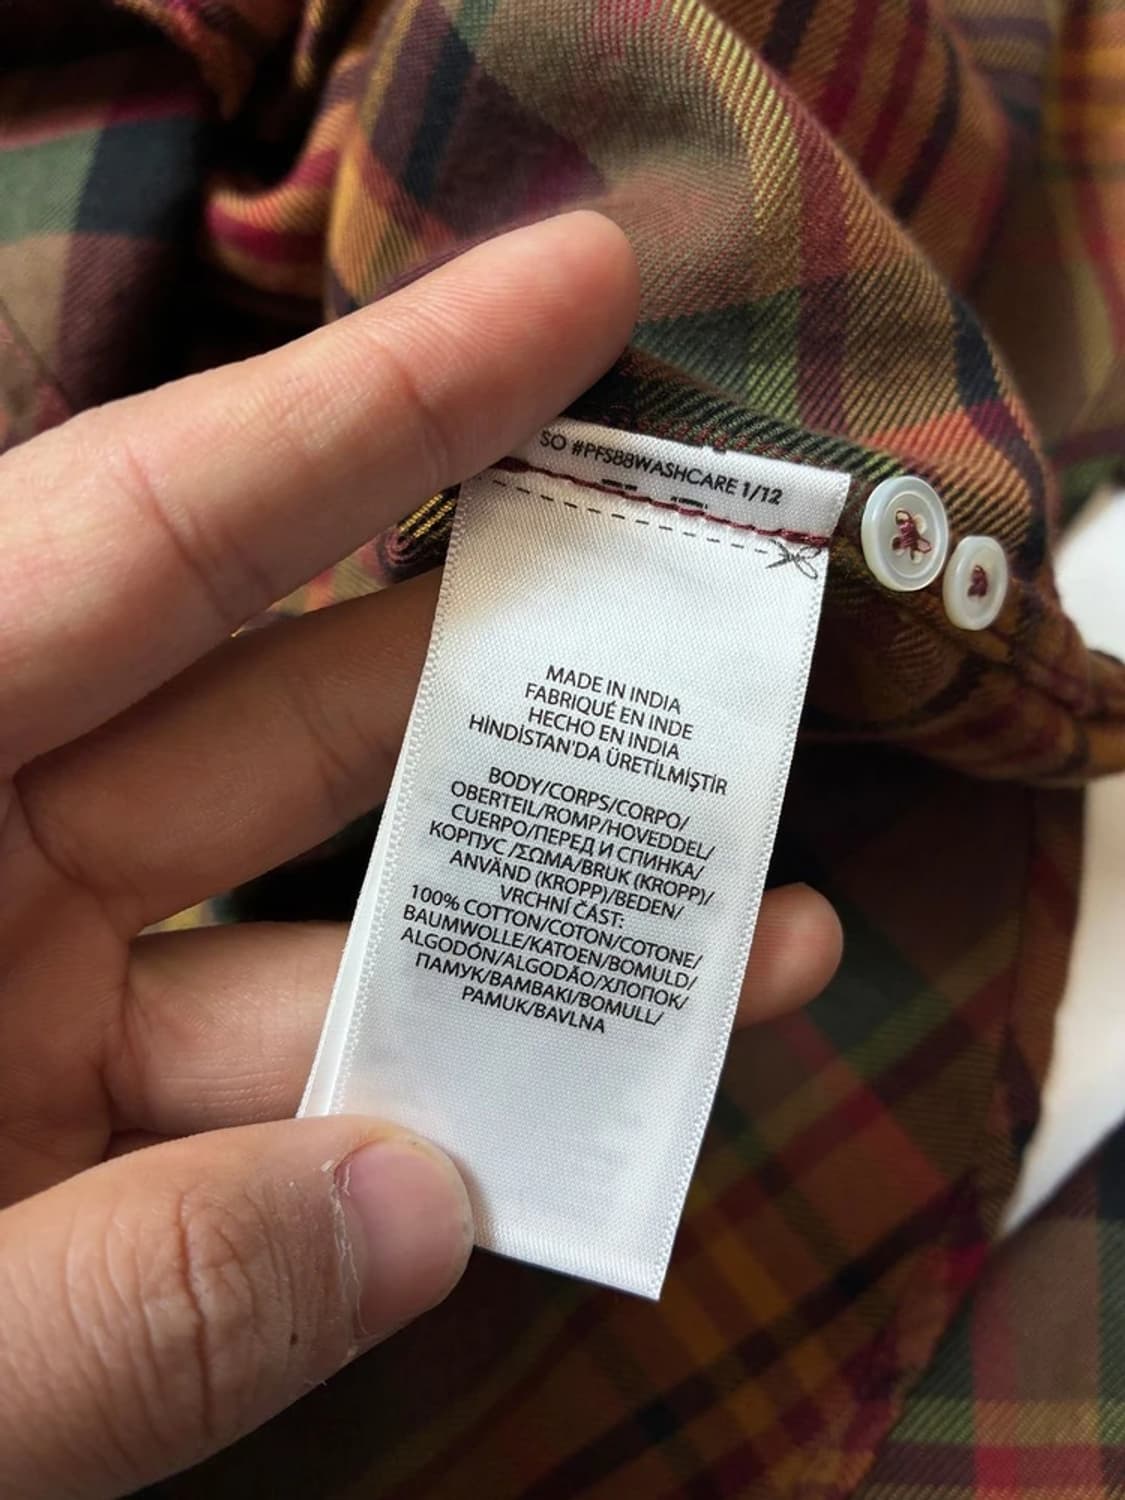 SO #PFS88WASHCARE 1/12
MADE IN INDIA
FABRIQUÉ EN INDE
HECHO EN INDIA
HİNDİSTAN'DA ÜRETİLMİŞTİR
BODY/CORPS/CORPO/
OBERTEIL/ROMP/HOVEDDEL/
CUERPO/ПЕРЕД И СПИНКА/
КОРПУС /ΣΩΜΑ/BRUK (KROPP)/
ANVÄND (KROPP)/BEDEN/
VRCHNÍ ČÁST:
100% COTTON/COTON/COTONE/
BAUMWOLLE/KATOEN/BOMULD/
ALGODÓN/ALGODÃO/ХЛОПОК/
ПАМУК/ΒΑΜΒΑΚΙ/BOMULL/
PAMUK/BAVLNA